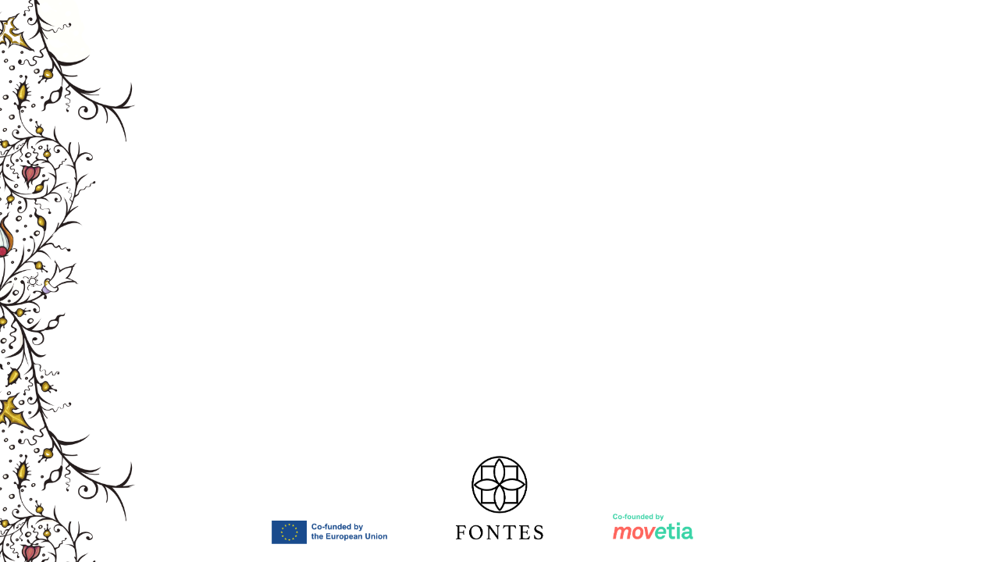 Co-funded by
the European Union
FONTES
Co-founded by
movetia